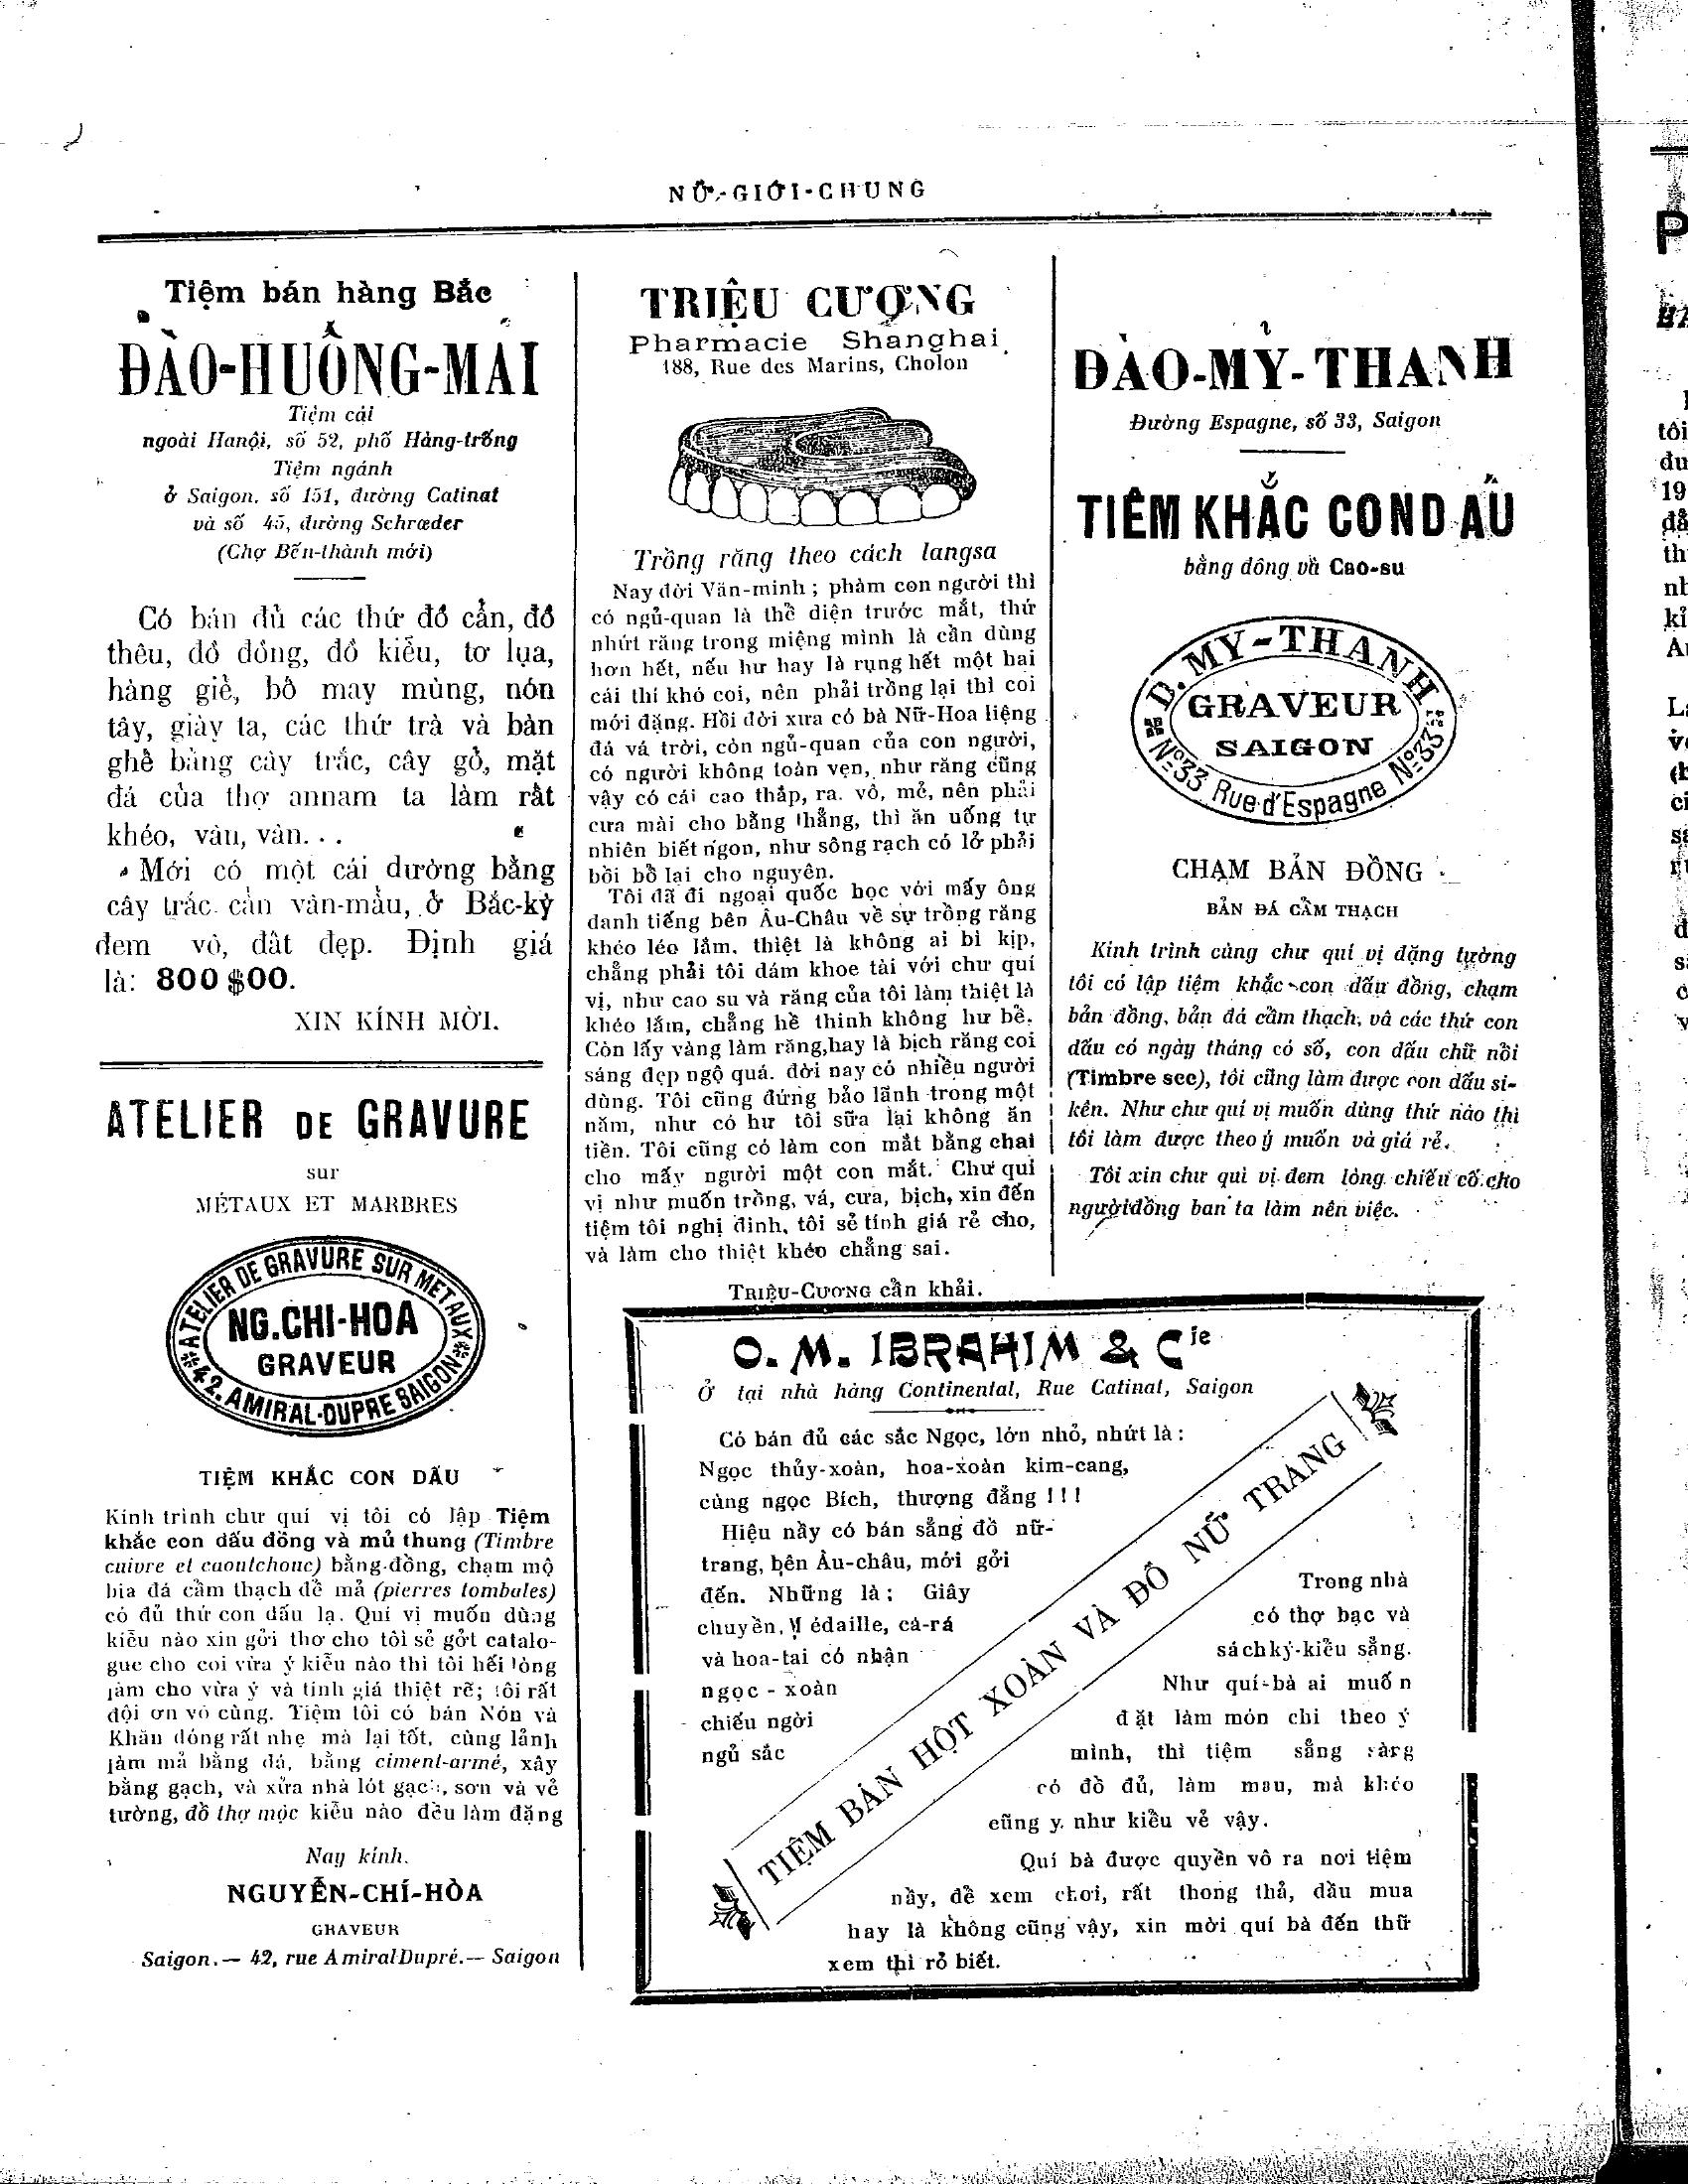 NỮ-GIỚI-CHUNG
Tiệm bán hàng Bắc
ĐÀO-HUỐNG-MAI
Tiệm cái
ngoài Hanội, số 52, phố Hàng-trống
Tiệm ngánh
ở Saigon, số 151, đường Catinat
và số 45, đường Schrœder
(Chợ Bến-thành mới)
Có bán đủ các thứ đồ cẩn, đồ
thêu, đồ đồng, đồ kiểu, tơ lụa,
hàng giẻ, bô may mùng, nón
tây, giày ta, các thứ trà và bàn
ghế bằng cây trắc, cây gỏ, mặt
đá của thợ annam ta làm rất
khéo, vân, vân...
Mới có một cái dường bằng
cây trắc cẩn vân-mẫu, ở Bắc-kỳ
đem vô, đât đẹp. Định giá
là: 800 $00.
XIN KÍNH MỜI.
ATELIER DE GRAVURE
sur
MÉTAUX ET MARBRES
ATELIER DE GRAVURE SUR METAUX
NG.CHI-HOA
GRAVEUR
42. AMIRAL-DUPRE SAIGON
TIỆM KHẮC CON DẤU
Kính trình chư quí vị tôi có lập Tiệm
khắc con dấu đồng và mủ thung (Timbre
cuivre et caoutchouc) bằng đồng, chạm mộ
bia đá cẩm thạch để mả (pierres tombales)
có đủ thứ con dấu lạ. Quí vị muốn dùng
kiểu nào xin gởi thơ cho tôi sẻ gởt catalo-
gue cho coi vừa ý kiểu nào thì tôi hết lòng
làm cho vừa ý và tính giá thiệt rẽ; tôi rất
đội ơn vô cùng. Tiệm tôi có bán Nón và
Khăn đóng rất nhẹ mà lại tốt, cùng lảnh
làm mả bằng đá, bằng ciment-armé, xây
bằng gạch, và xửa nhà lót gạch, sơn và vẻ
tường, đồ thợ mộc kiểu nào đều làm đặng
Nay kính.
NGUYỄN-CHÍ-HÒA
GRAVEUR
Saigon.— 42, rue Amiral Dupré.— Saigon
TRIỆU CƯỢNG
Pharmacie Shanghai
188, Rue des Marins, Cholon
Trồng răng theo cách langsa
Nay đời Văn-minh; phàm con người thì
có ngủ-quan là thể diện trước mắt, thứ
nhứt răng trong miệng mình là cần dùng
hơn hết, nếu hư hay là rụng hết một hai
cái thí khó coi, nên phải trồng lại thì coi
mới đặng. Hồi đời xưa có bà Nữ-Hoa liệng
đá vá trời, còn ngủ-quan của con người,
có người không toàn vẹn, như răng cũng
vậy có cái cao thấp, ra. vô, mẻ, nên phải
cưa mài cho bằng thẳng, thì ăn uống tự
nhiên biết ngon, như sông rạch có lở phải
bồi bổ lại cho nguyên.
Tôi đã đi ngoại quốc học với mấy ông
danh tiếng bên Âu-Châu về sự trồng răng
khéo léo lắm, thiệt là không ai bì kịp,
chẳng phải tôi dám khoe tài với chư quí
vị, như cao su và răng của tôi làm thiệt là
khéo lắm, chẳng hề thinh không hư bể.
Còn lấy vàng làm răng, hay là bịch răng coi
sáng đẹp ngộ quá. đời nay có nhiều người
dùng. Tôi cũng đứng bảo lãnh trong một
năm, như có hư tôi sữa lại không ăn
tiền. Tôi cũng có làm con mắt bằng chai
cho mấy người một con mắt. Chư quí
vị như muốn trồng, vá, cưa, bịch, xin đến
tiệm tôi nghị định, tôi sẻ tính giá rẻ cho,
và làm cho thiệt khéo chẳng sai.
TRIỆU-CƯƠNG cẩn khải.
ĐÀO-MỸ-THANH
Đường Espagne, số 33, Saigon
TIỆM KHẮC CON DẤU
bằng đồng và Cao-su
D. MY-THANH
GRAVEUR
SAIGON
No 33 Rue d'Espagne No 33
CHẠM BẢN ĐỒNG
BẢN ĐÁ CẨM THẠCH
Kính trình cùng chư quí vị đặng tường
tôi có lập tiệm khắc con dấu đồng, chạm
bản đồng, bản đá cẩm thạch, và các thứ con
dấu có ngày tháng có số, con dấu chữ nổi
(Timbre sec), tôi cũng làm được con dấu si-
kên. Như chư quí vị muốn dùng thứ nào thì
tôi làm được theo ý muốn và giá rẻ.
Tôi xin chư quí vị đem lòng chiếu cố cho
người đồng ban ta làm nên việc.
O. M. IBRAHIM & Cie
Ở tại nhà hàng Continental, Rue Catinat, Saigon
Có bán đủ các sắc Ngọc, lớn nhỏ, nhứt là:
Ngọc thủy-xoàn, hoa-xoàn kim-cang,
cùng ngọc Bích, thượng đẳng !!!
Hiệu nầy có bán sẳng đồ nữ-
trang, bên Âu-châu, mới gởi
đến. Những là: Giây
chuyền, Médaille, cà-rá
và hoa-tai có nhận
ngọc-xoàn
chiếu ngời
ngủ sắc
TIỆM BÁN HỘT XOÀN VÀ ĐỒ NỮ TRANG
Trong nhà
có thợ bạc và
sách ký-kiểu sẳng.
Như quí-bà ai muốn
đặt làm món chi theo ý
mình, thì tiệm sẳng sàng
có đồ đủ, làm mau, mà khéo
cũng y. như kiểu vẻ vậy.
Quí bà được quyền vô ra nơi tiệm
nầy, để xem chơi, rất thong thả, dầu mua
hay là không cũng vậy, xin mời quí bà đến thữ
xem thì rỏ biết.